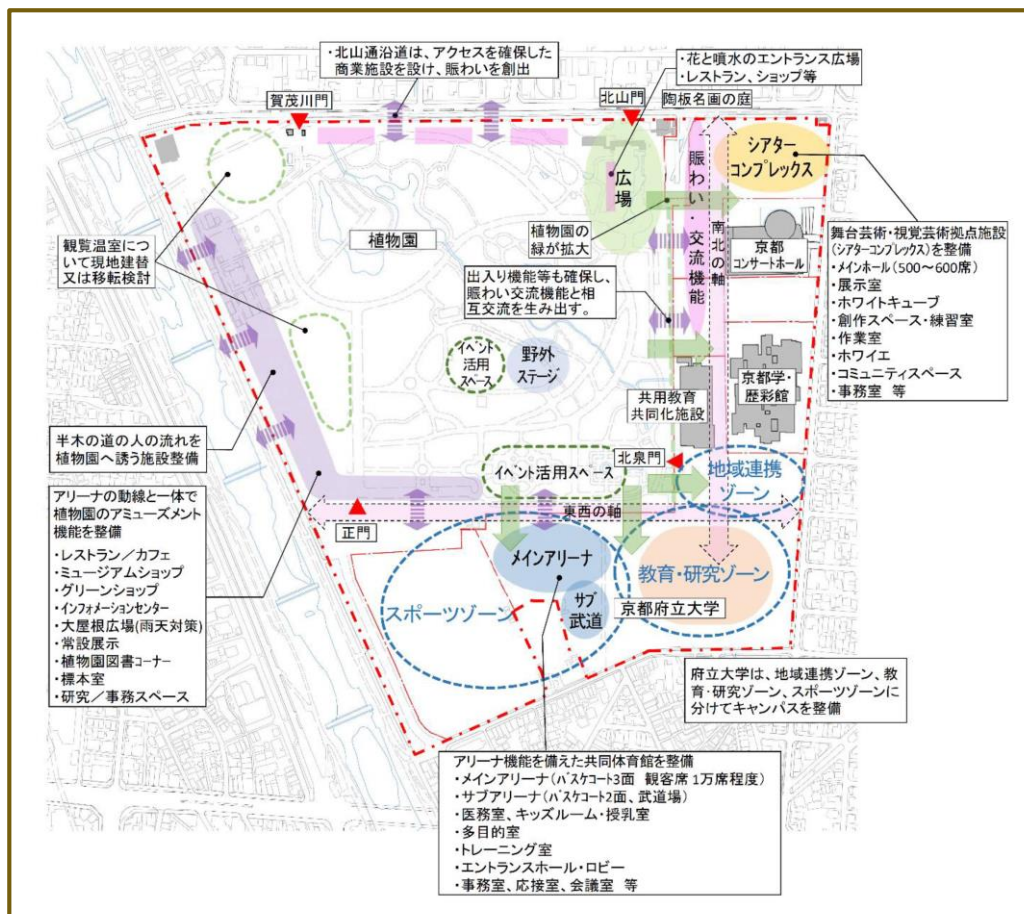 ・北山通沿道は、アクセスを確保した
商業施設を設け、賑わいを創出
・花と噴水のエントランス広場
・レストラン、ショップ等
賀茂川門
北山門
陶板名画の庭
シアター
コンプレックス
広場
賑わい・交流機能
南北の軸
植物園の
緑が拡大
京都
コンサートホール
観覧温室につ
いて現地建替
又は移転検討
植物園
出入り機能等も確保し、
賑わい交流機能と相
互交流を生み出す。
舞台芸術・視覚芸術拠点施設
(シアターコンプレックス)を整備
・メインホール(500～600席)
・展示室
・ホワイトキューブ
・創作スペース・練習室
・作業室
・ホワイエ
・コミュニティスペース
・事務室 等
イベント
活用
スペース
野外
ステージ
共用教育
共同化施設
京都学・
歴彩館
半木の道の人の流れを
植物園へ誘う施設整備
イベント活用スペース
北泉門
地域連携
ゾーン
アリーナの動線と一体で
植物園のアミューズメント
機能を整備
・レストラン／カフェ
・ミュージアムショップ
・グリーンショップ
・インフォメーションセンター
・大屋根広場(雨天対策)
・常設展示
・植物園図書コーナー
・標本室
・研究／事務スペース
正門
東西の軸
メインアリーナ
教育・研究ゾーン
スポーツゾーン
サブ
武道
京都府立大学
府立大学は、地域連携ゾーン、教
育・研究ゾーン、スポーツゾーンに
分けてキャンパスを整備
アリーナ機能を備えた共同体育館を整備
・メインアリーナ(バスケコート3面 観客席 1万席程度)
・サブアリーナ(バスケコート2面、武道場)
・医務室、キッズルーム・授乳室
・多目的室
・トレーニング室
・エントランスホール・ロビー
・事務室、応接室、会議室 等